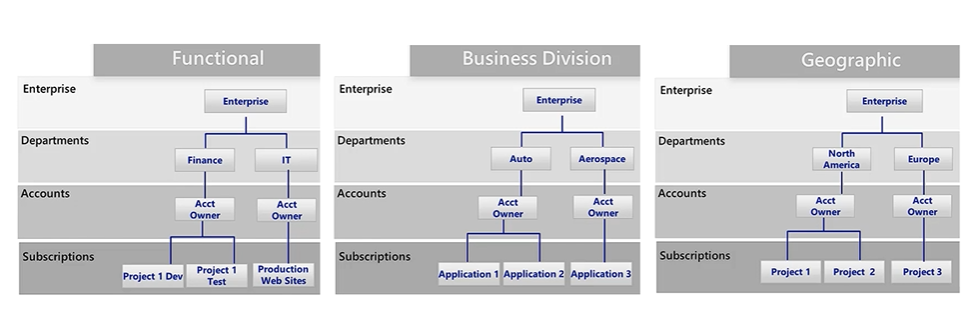 Functional
Enterprise
Enterprise
Departments
Finance
IT
Accounts
Acct
Owner
Acct
Owner
Subscriptions
Project 1 Dev
Project 1
Test
Production
Web Sites
Business Division
Enterprise
Enterprise
Departments
Auto
Aerospace
Accounts
Acct
Owner
Acct
Owner
Subscriptions
Application 1
Application 2
Application 3
Geographic
Enterprise
Enterprise
Departments
North
America
Europe
Accounts
Acct
Owner
Acct
Owner
Subscriptions
Project 1
Project 2
Project 3